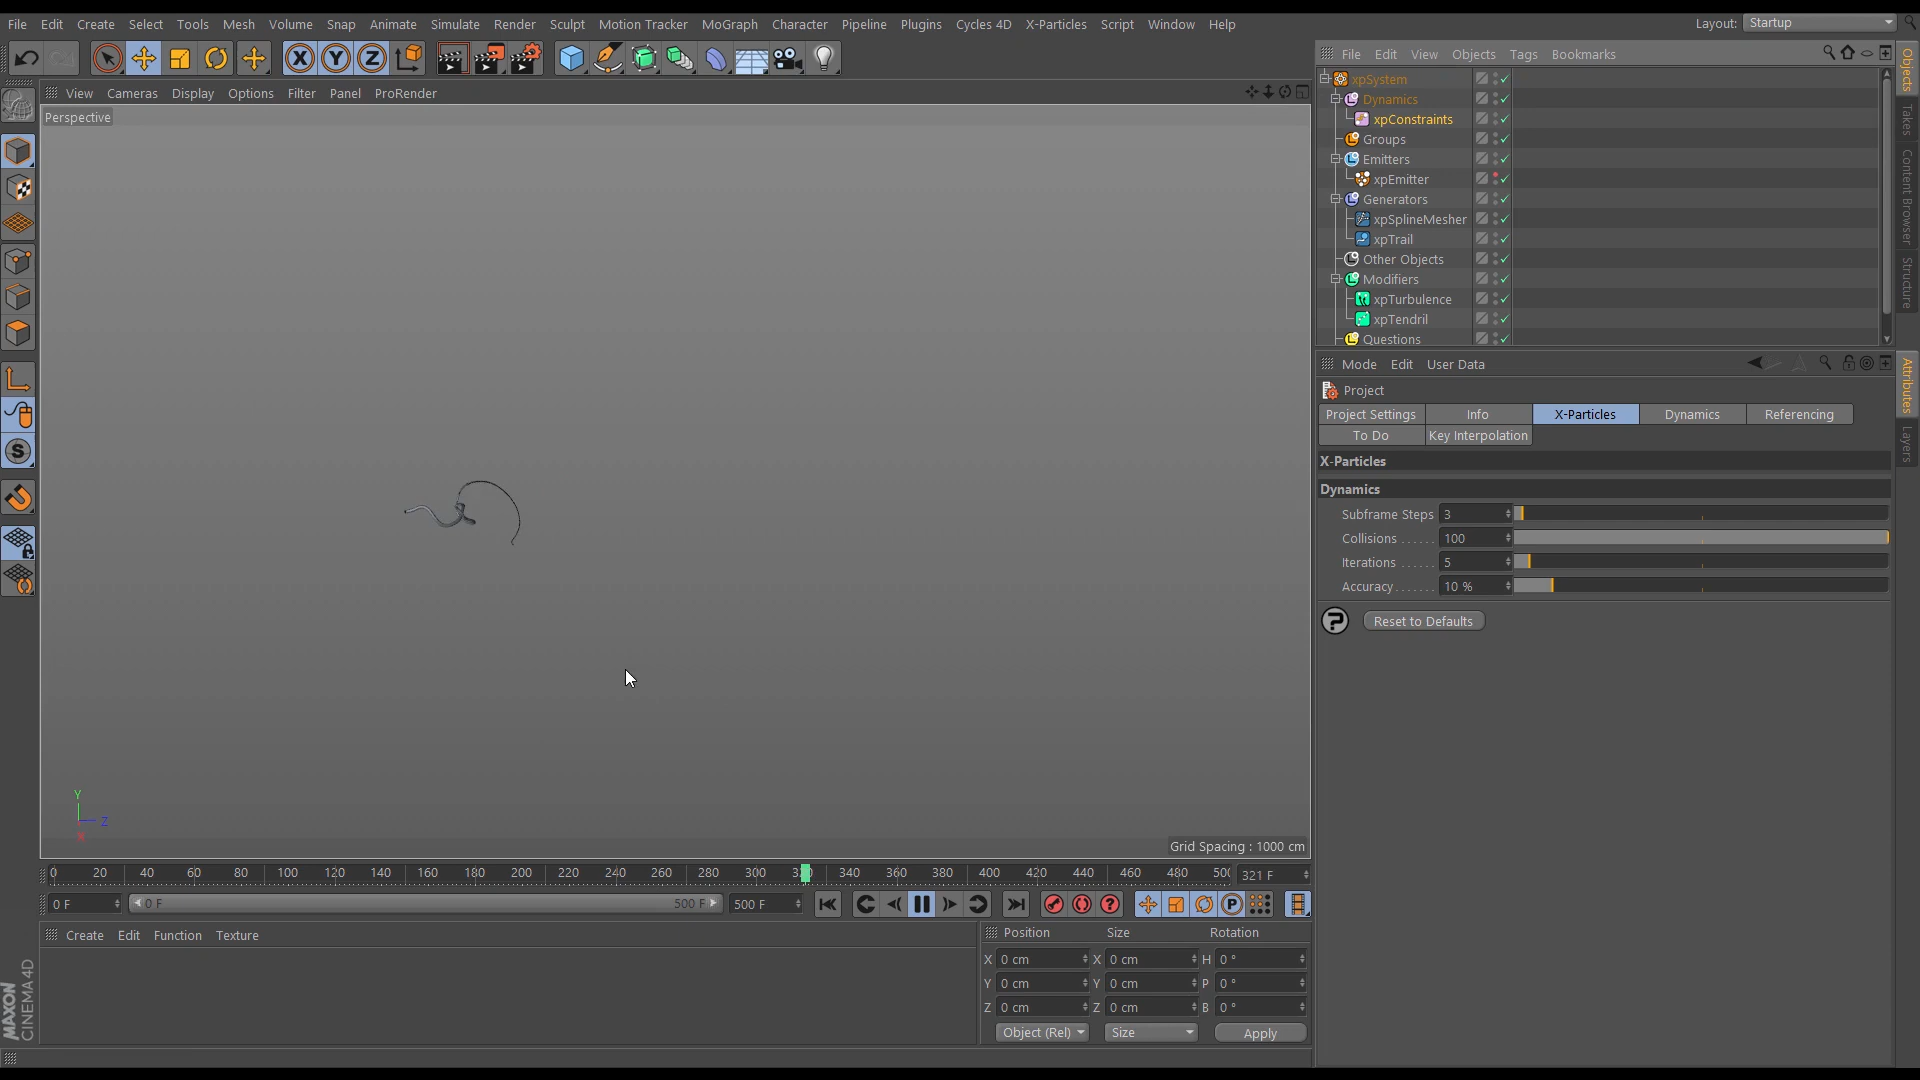 File Edit Create Select Tools Mesh Volume Snap Animate Simulate Render Sculpt Motion Tracker MoGraph Character Pipeline Plugins Cycles 4D X-Particles Script Window Help Layout: Startup
View Cameras Display Options Filter Panel ProRender
Perspective
Y
Z
X
Grid Spacing : 1000 cm
File Edit View Objects Tags Bookmarks
xpSystem
Dynamics
xpConstraints
Groups
Emitters
xpEmitter
Generators
xpSplineMesher
xpTrail
Other Objects
Modifiers
xpTurbulence
xpTendril
Questions
Objects
Takes
Content Browser
Structure
Mode Edit User Data
Project
Project Settings Info X-Particles Dynamics Referencing
To Do Key Interpolation
X-Particles
Dynamics
Subframe Steps 3
Collisions 100
Iterations 5
Accuracy 10 %
Reset to Defaults
Attributes
Layers
0 20 40 60 80 100 120 140 160 180 200 220 240 260 280 300 340 360 380 400 420 440 460 480 321 F
0 F 0 F 500 F 500 F
Create Edit Function Texture
Position Size Rotation
X 0 cm X 0 cm H 0 °
Y 0 cm Y 0 cm P 0 °
Z 0 cm Z 0 cm B 0 °
Object (Rel) Size Apply
MAXON
CINEMA 4D